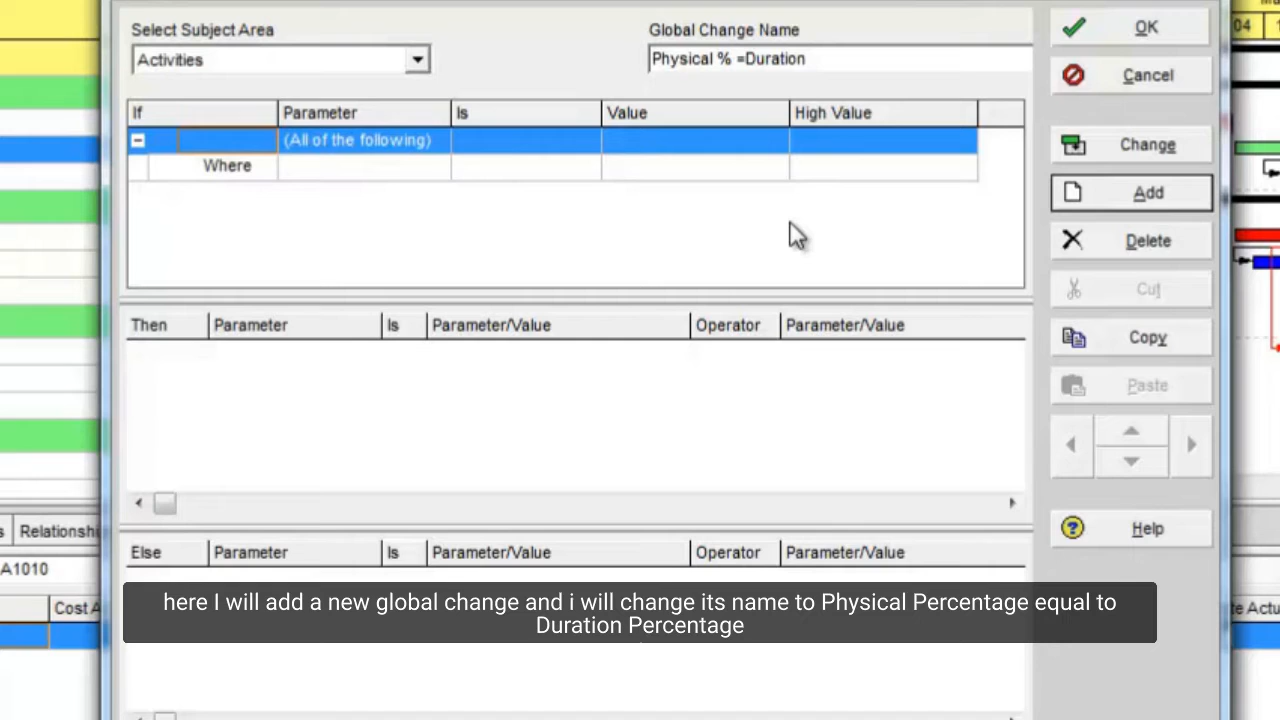 Select Subject Area
Global Change Name
Activities
Physical % =Duration
If Parameter Is Value High Value
(All of the following)
Where
Then Parameter Is Parameter/Value Operator Parameter/Value
Else Parameter Is Parameter/Value Operator Parameter/Value
OK
Cancel
Change
Add
Delete
Cut
Copy
Paste
Help
04
s Relationshi
A1010
Cost A
te Actu
here I will add a new global change and i will change its name to Physical Percentage equal to
Duration Percentage